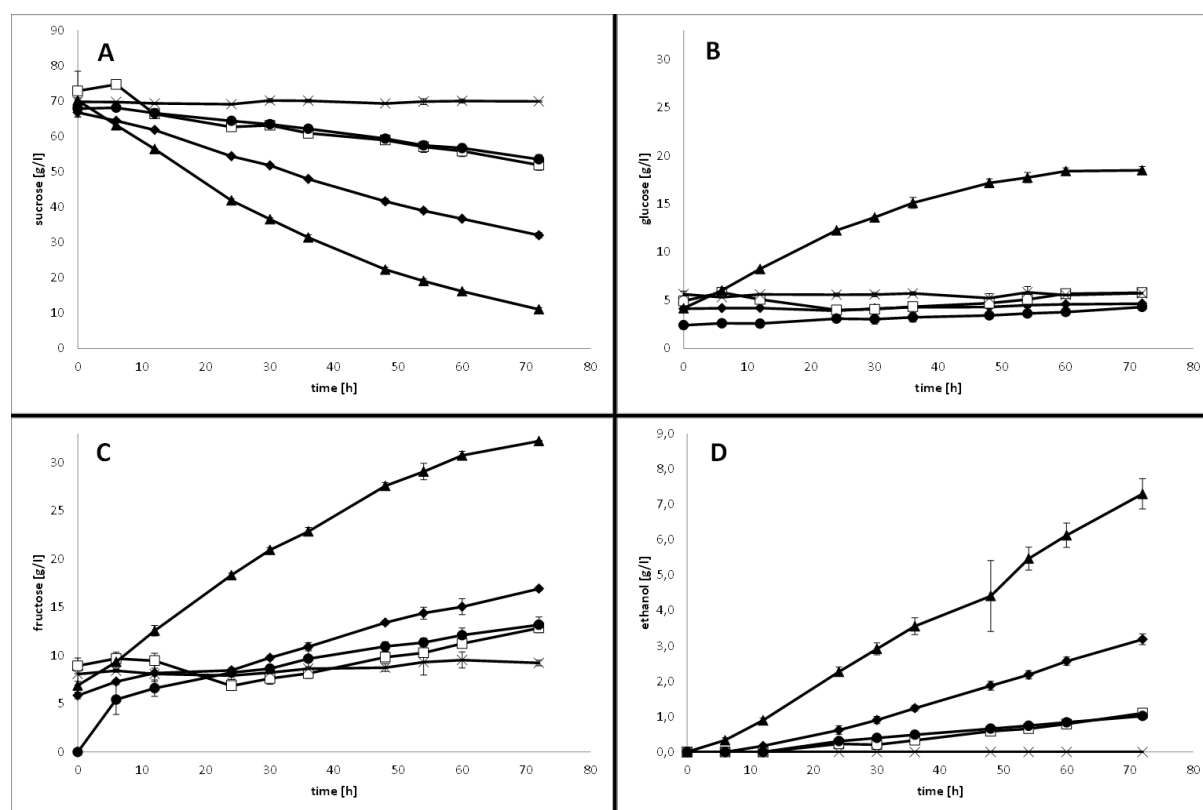 A
sucrose [g/l]
90
80
70
60
50
40
30
20
10
0
0 10 20 30 40 50 60 70 80
time [h]
B
glucose [g/l]
30
25
20
15
10
5
0
0 10 20 30 40 50 60 70 80
time [h]
C
fructose [g/l]
30
25
20
15
10
5
0
0 10 20 30 40 50 60 70 80
time [h]
D
ethanol [g/l]
9,0
8,0
7,0
6,0
5,0
4,0
3,0
2,0
1,0
0,0
0 10 20 30 40 50 60 70 80
time [h]